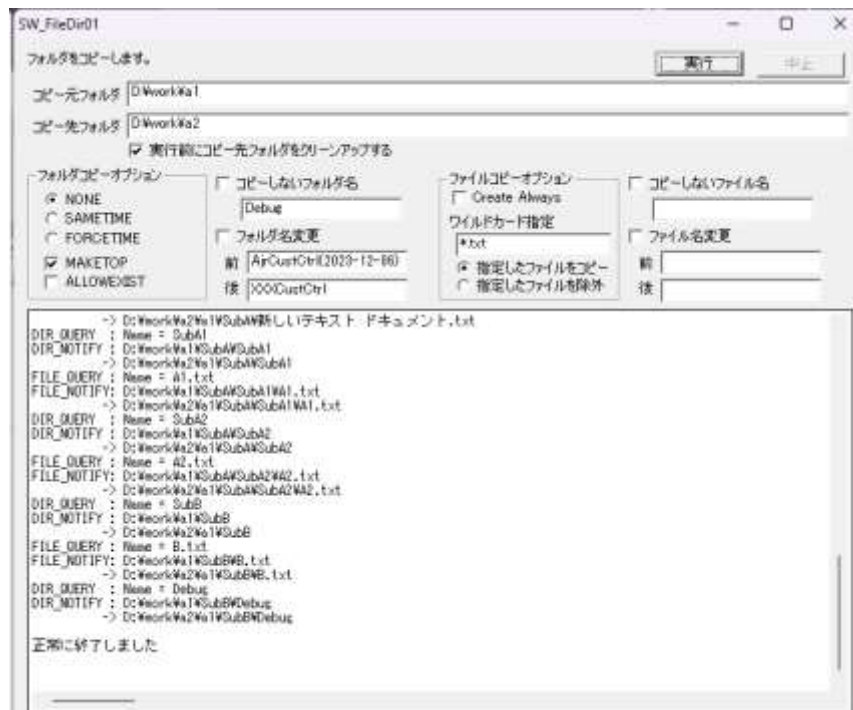 SW_FileDir01
フォルダをコピーします。
実行
中止
コピー元フォルダ D:¥work¥a1
コピー先フォルダ D:¥work¥a2
実行前にコピー先フォルダをクリーンアップする
フォルダコピーオプション
NONE
SAMETIME
FORCETIME
MAKETOP
ALLOWEXIST
コピーしないフォルダ名
Debug
フォルダ名変更
前 AirCustCtrl(2023-12-06)
後 XXXCustCtrl
ファイルコピーオプション
Create Always
ワイルドカード指定
*.txt
指定したファイルをコピー
指定したファイルを除外
コピーしないファイル名
ファイル名変更
前
後
-> D:¥work¥a2¥a1¥SubA¥新しいテキスト ドキュメント.txt
DIR_QUERY : Name = SubA1
DIR_NOTIFY : D:¥work¥a1¥SubA¥SubA1
-> D:¥work¥a2¥a1¥SubA¥SubA1
FILE_QUERY : Name = A1.txt
FILE_NOTIFY: D:¥work¥a1¥SubA¥SubA1¥A1.txt
-> D:¥work¥a2¥a1¥SubA¥SubA1¥A1.txt
DIR_QUERY : Name = SubA2
DIR_NOTIFY : D:¥work¥a1¥SubA¥SubA2
-> D:¥work¥a2¥a1¥SubA¥SubA2
FILE_QUERY : Name = A2.txt
FILE_NOTIFY: D:¥work¥a1¥SubA¥SubA2¥A2.txt
-> D:¥work¥a2¥a1¥SubA¥SubA2¥A2.txt
DIR_QUERY : Name = SubB
DIR_NOTIFY : D:¥work¥a1¥SubB
-> D:¥work¥a2¥a1¥SubB
FILE_QUERY : Name = B.txt
FILE_NOTIFY: D:¥work¥a1¥SubB¥B.txt
-> D:¥work¥a2¥a1¥SubB¥B.txt
DIR_QUERY : Name = Debug
DIR_NOTIFY : D:¥work¥a1¥SubB¥Debug
-> D:¥work¥a2¥a1¥SubB¥Debug
正常に終了しました